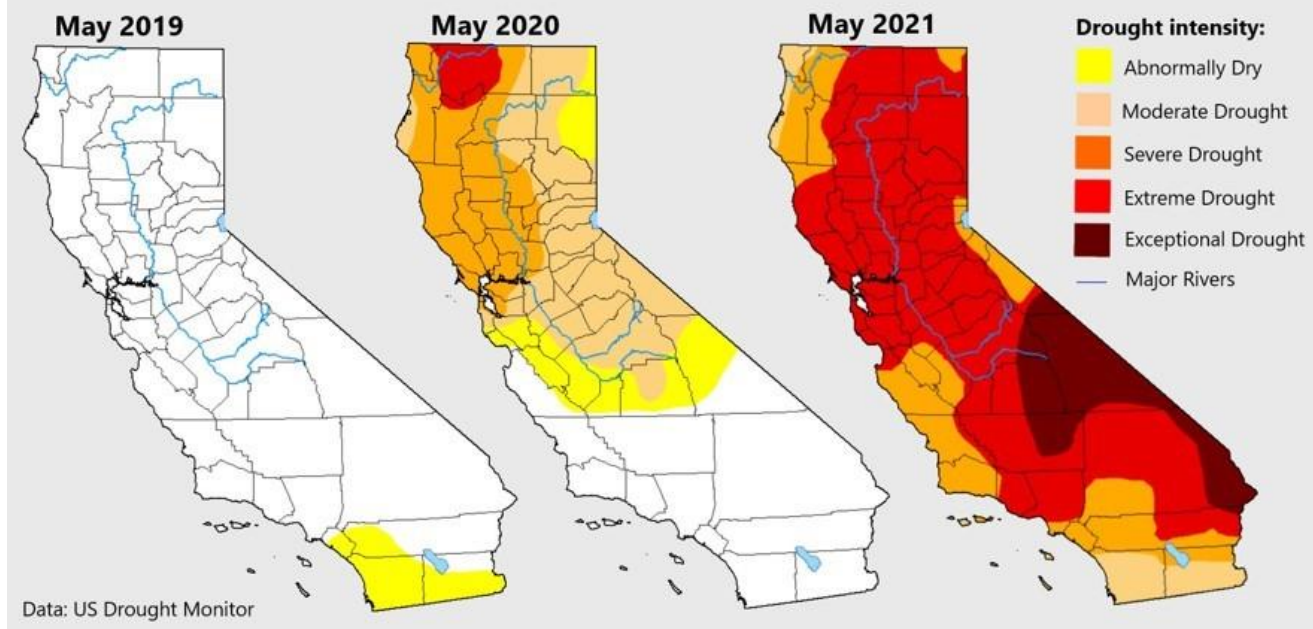 May 2019
May 2020
May 2021
Drought intensity:
Abnormally Dry
Moderate Drought
Severe Drought
Extreme Drought
Exceptional Drought
Major Rivers
Data: US Drought Monitor